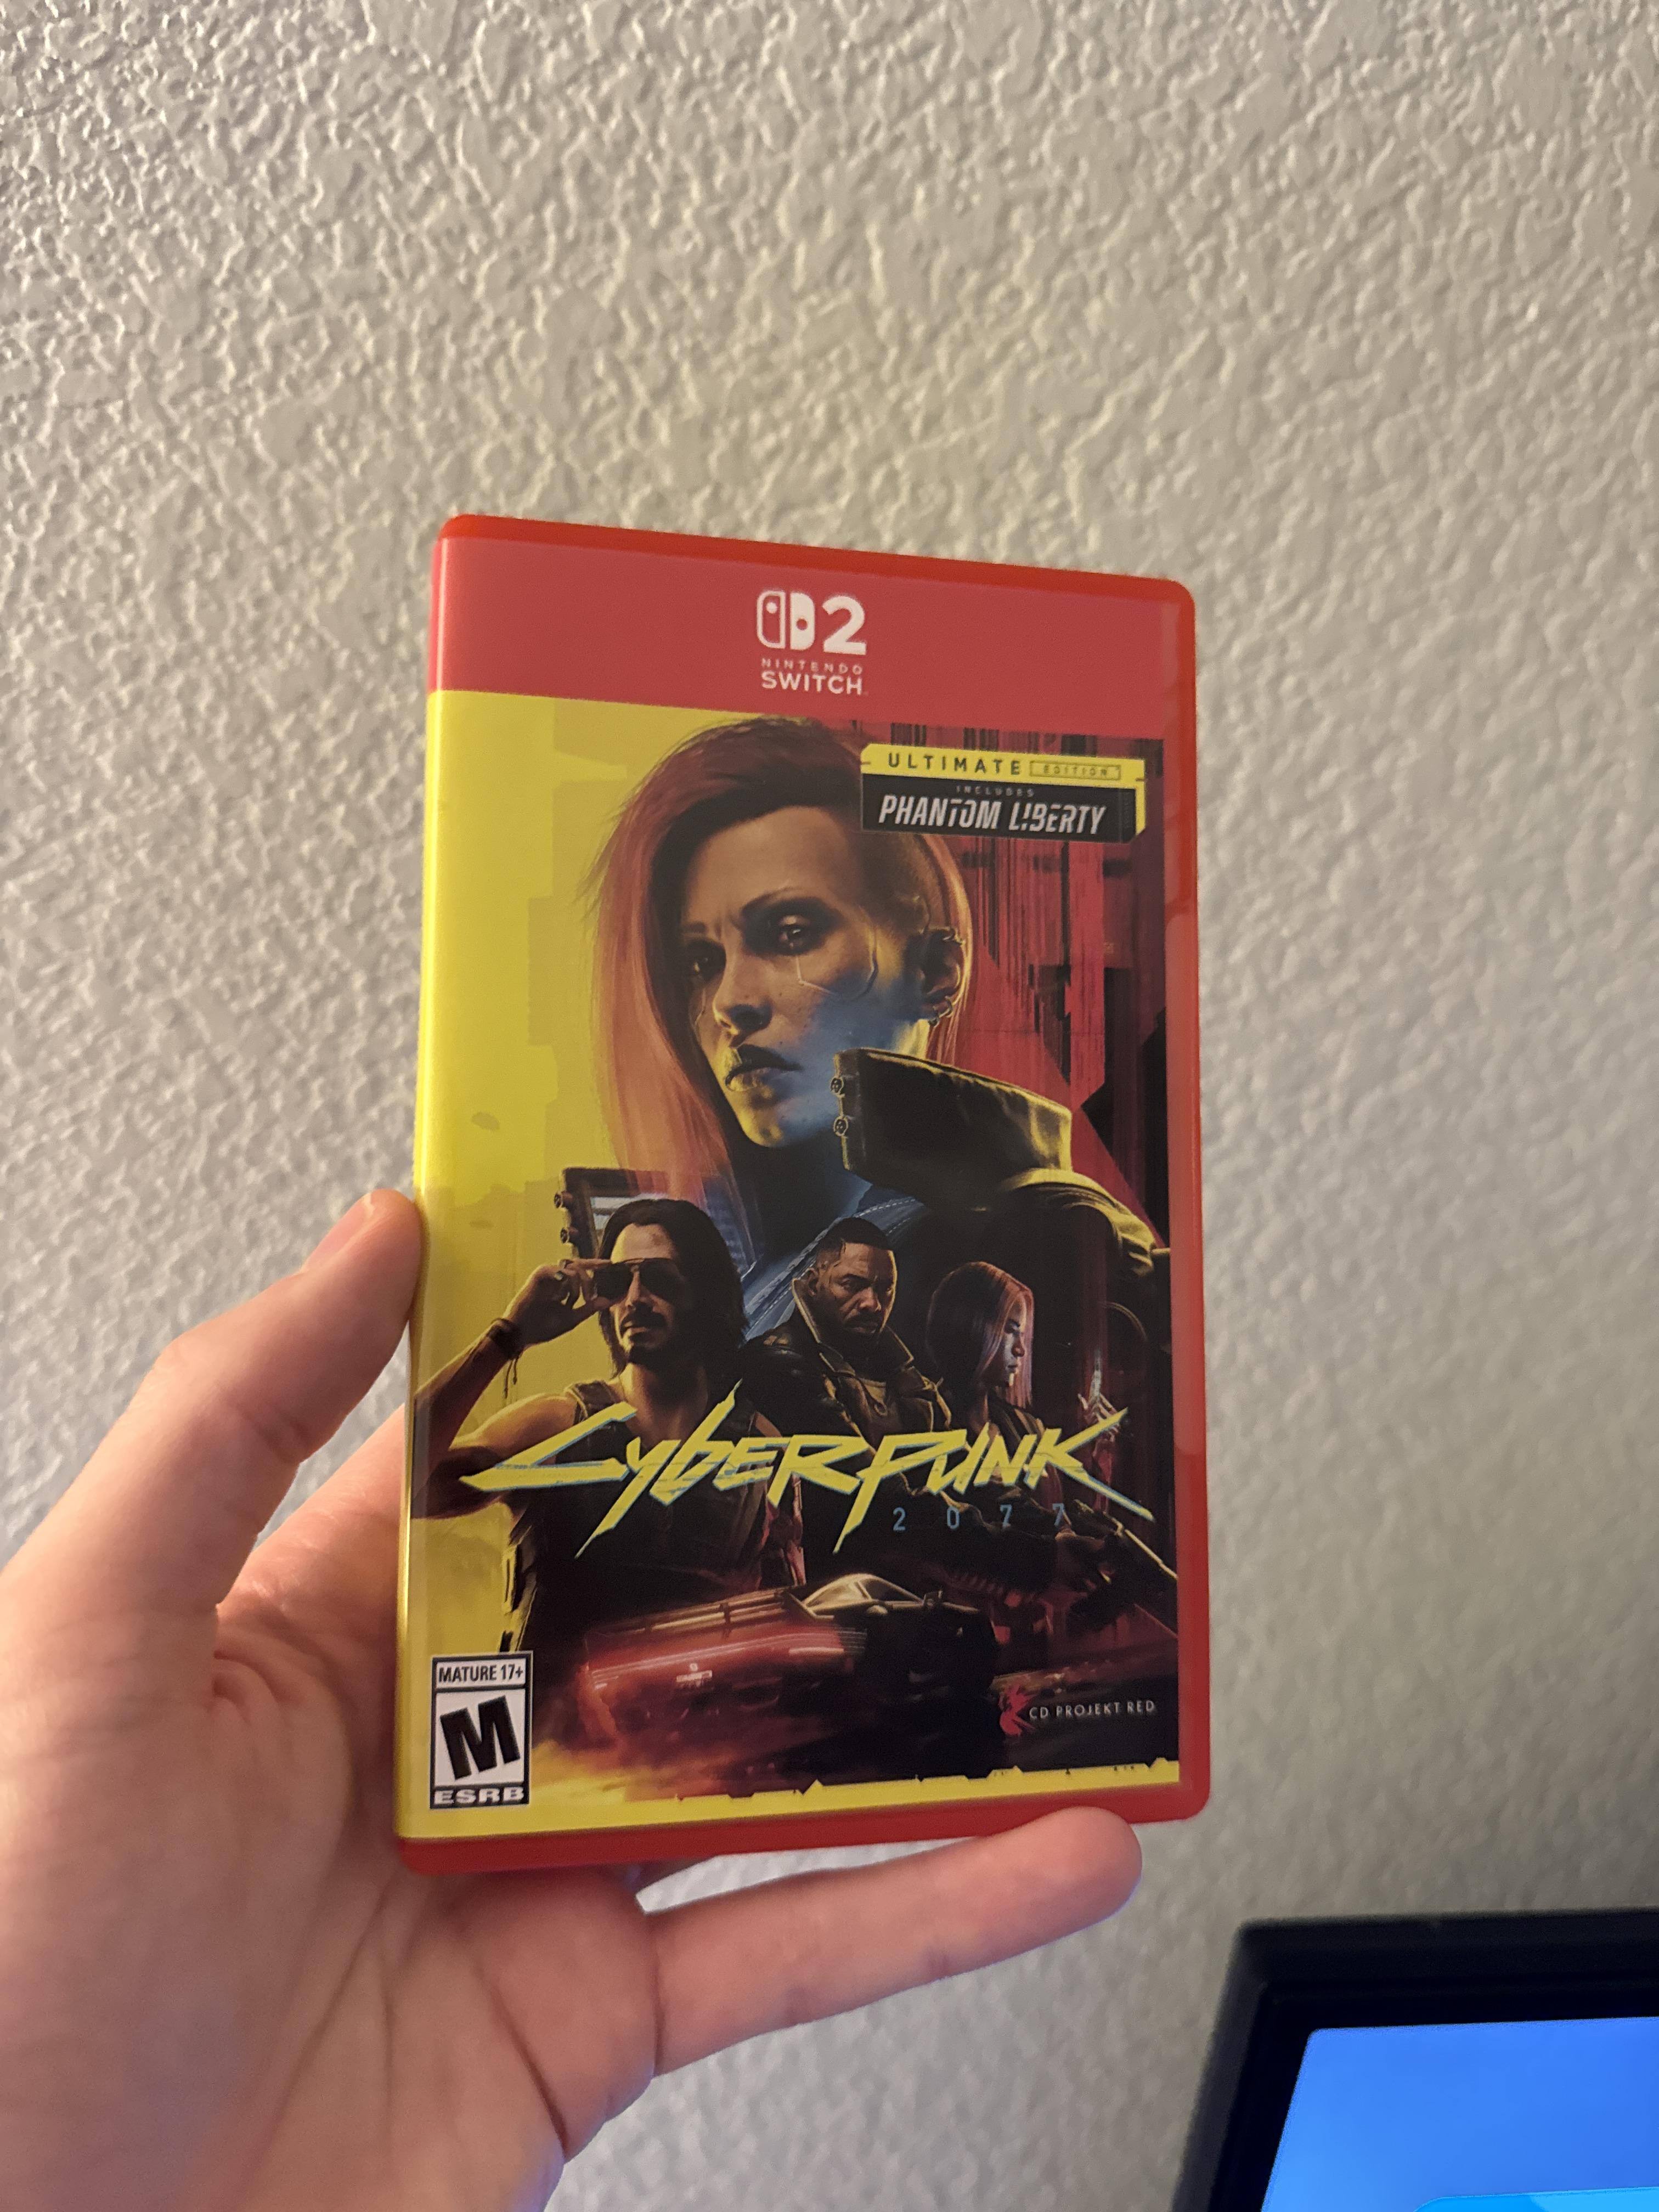 2
NINTENDO
SWITCH
ULTIMATE EDITION
INCLUDES
PHANTOM LIBERTY
CYBERPUNK
2077
MATURE 17+
M
ESRB
CD PROJEKT RED